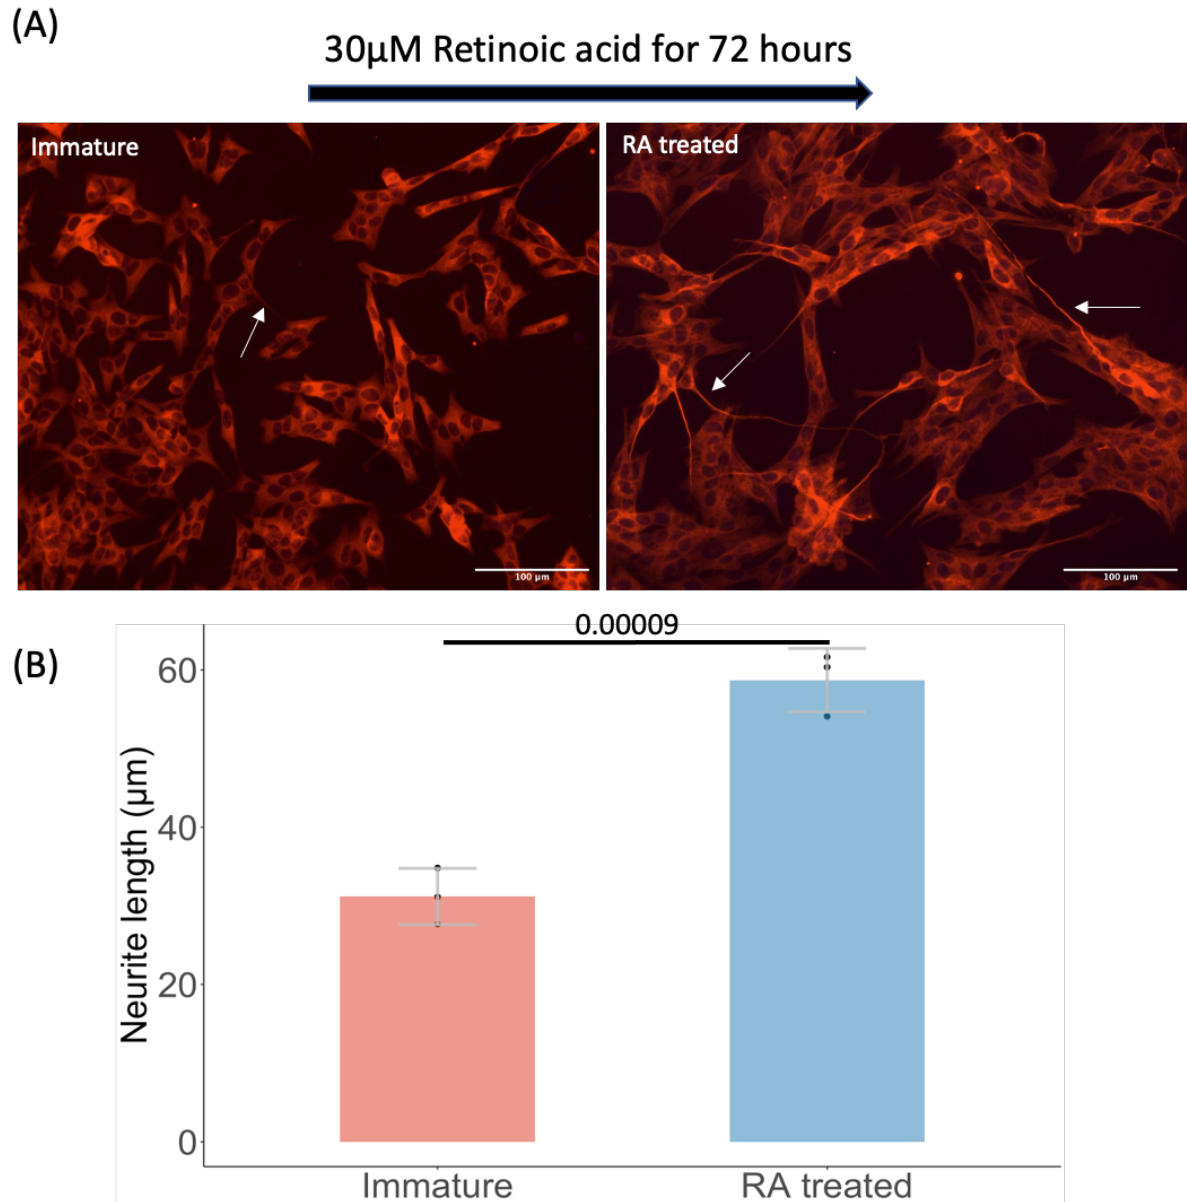 (A)
30µM Retinoic acid for 72 hours
Immature
RA treated
100 µm
100 µm
(B)
0.00009
60
40
20
0
Neurite length (µm)
Immature
RA treated